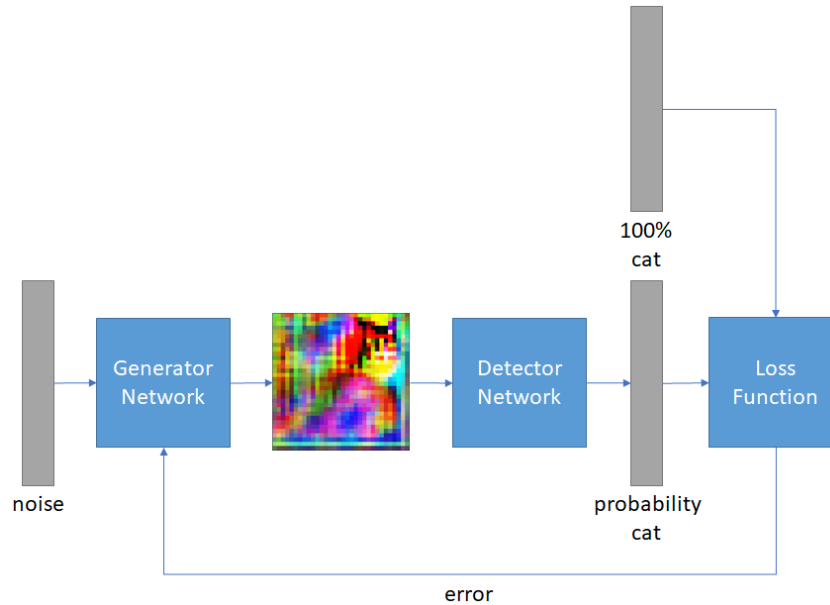 100%
cat
Generator
Network
Detector
Network
Loss
Function
noise
probability
cat
error